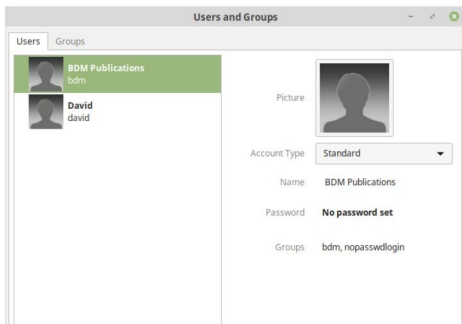 Users and Groups
Users Groups
BDM Publications
bdm
David
david
Picture
Account Type Standard
Name BDM Publications
Password No password set
Groups bdm, nopasswdlogin